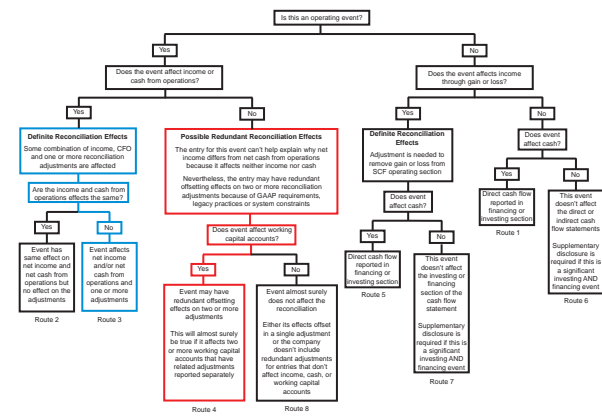 Is this an operating event?
Yes
No
Does the event affect income or
cash from operations?
Does the event affects income
through gain or loss?
Yes
No
Yes
No
Definite Reconciliation Effects
Some combination of income, CFO
and one or more reconciliation
adjustments are affected
Possible Redundant Reconciliation Effects
The entry for this event can't help explain why net
income differs from net cash from operations
because it affects neither income nor cash
Nevertheless, the entry may have redundant
offsetting effects on two or more reconciliation
adjustments because of GAAP requirements,
legacy practices or system constraints
Definite Reconciliation
Effects
Adjustment is needed to
remove gain or loss from
SCF operating section
Does event
affect cash?
Are the income and cash from
operations effects the same?
Does event affect working
capital accounts?
Does event
affect cash?
Yes
No
Yes
No
Yes
No
Yes
No
Event has
same effect on
net income and
net cash from
operations but
no effect on the
adjustments
Route 2
Event affects
net income
and/or net
cash from
operations and
one or more
adjustments
Route 3
Event may have
redundant offsetting
effects on two or more
adjustments
This will almost surely
be true if it affects two
or more working capital
accounts that have
related adjustments
reported separately
Route 4
Event almost surely
does not affect the
reconciliation
Either its effects offset
in a single adjustment
or the company
doesn't include
redundant adjustments
for entries that don't
affect income, cash, or
working capital
accounts
Route 8
Direct cash flow
reported in
financing or
investing section
Route 5
This event
doesn't affect the
investing or
financing
section of the
cash flow
statement
Supplementary
disclosure is
required if this is
a significant
investing AND
financing event
Route 7
Direct cash flow
reported in
financing or
investing section
Route 1
This event
doesn't affect
the direct or
indirect cash
flow statements
Supplementary
disclosure is
required if this is a
significant
investing AND
financing event
Route 6